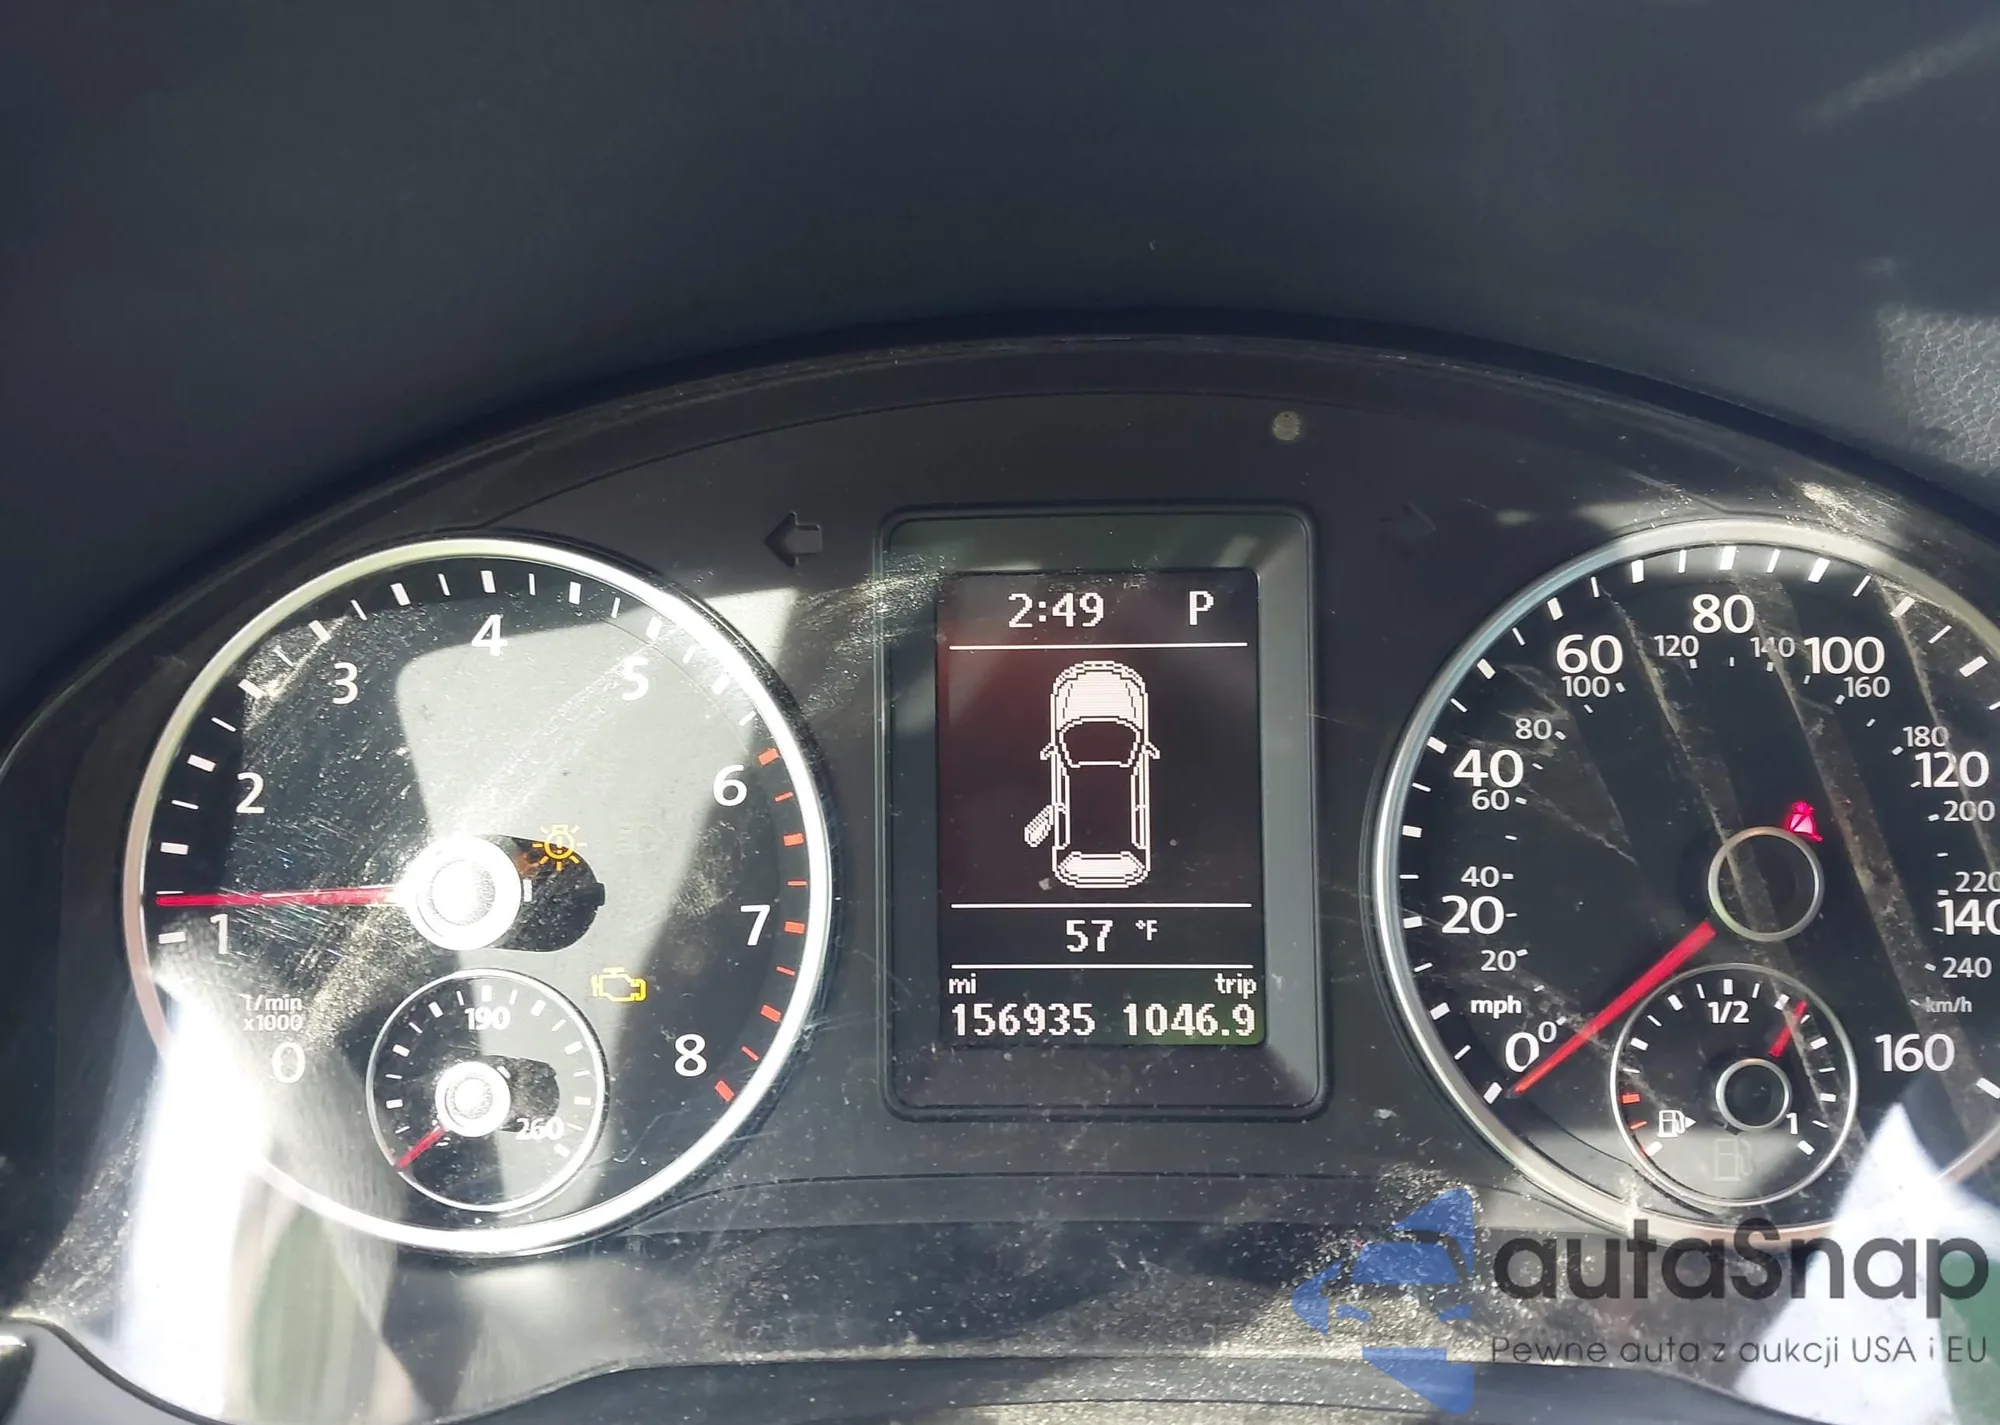 2:49 P
57 °F
mi trip
156935 1046.9
0 1 2 3 4 5 6 7 8
1/min
x1000
190
260
0 20 40 60 80 100 120 140 160
mph
0 20 40 60 80 100 120 140 160 180 200 220 240
km/h
1/2
1
autaSnap
Pewne auta z aukcji USA i EU